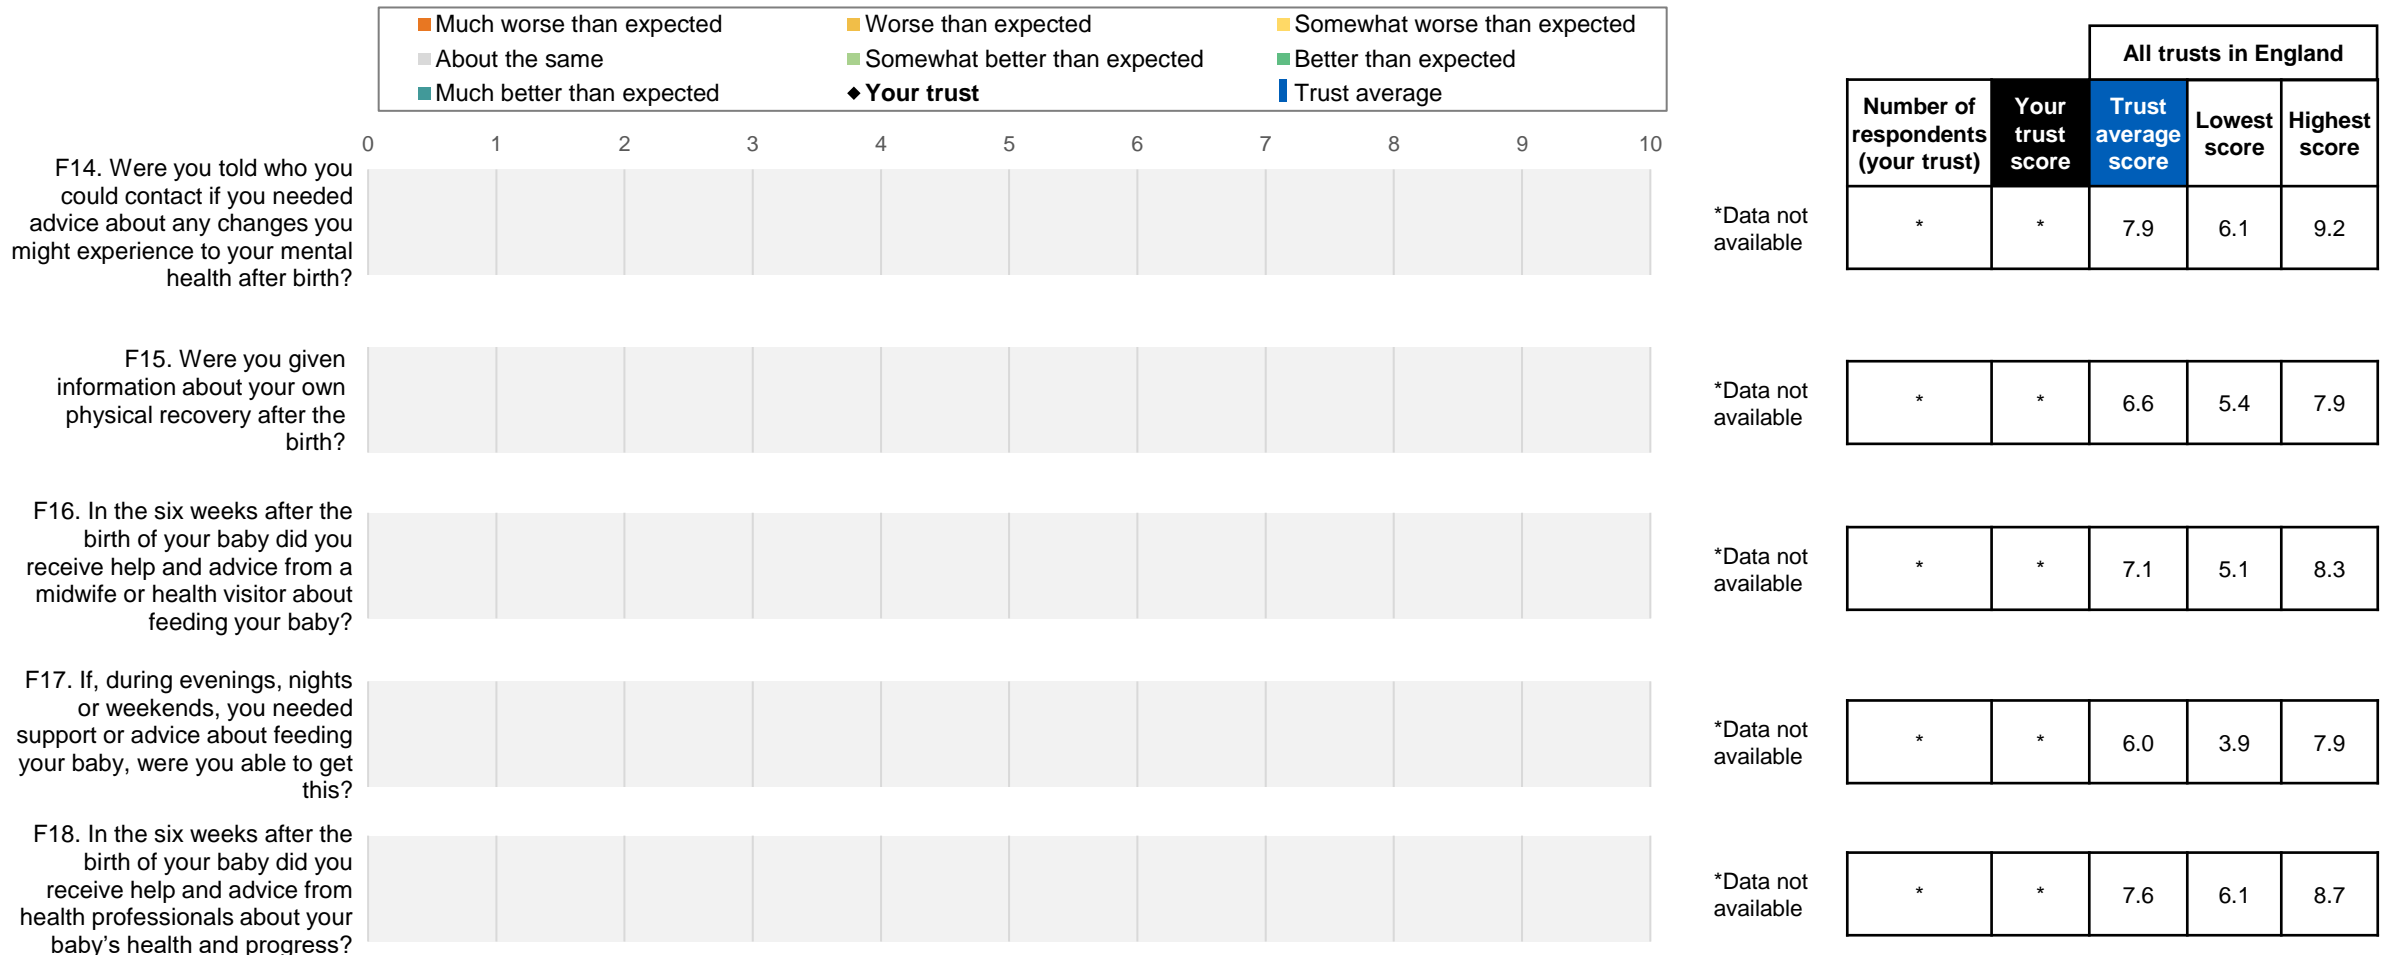 Much worse than expected
Worse than expected
Somewhat worse than expected
About the same
Somewhat better than expected
Better than expected
Much better than expected
Your trust
Trust average
All trusts in England
Number of
respondents
(your trust)
Your
trust
score
Trust
average
score
Lowest
score
Highest
score
0 1 2 3 4 5 6 7 8 9 10
F14. Were you told who you
could contact if you needed
advice about any changes you
might experience to your mental
health after birth?
*Data not
available
* * 7.9 6.1 9.2
F15. Were you given
information about your own
physical recovery after the
birth?
*Data not
available
* * 6.6 5.4 7.9
F16. In the six weeks after the
birth of your baby did you
receive help and advice from a
midwife or health visitor about
feeding your baby?
*Data not
available
* * 7.1 5.1 8.3
F17. If, during evenings, nights
or weekends, you needed
support or advice about feeding
your baby, were you able to get
this?
*Data not
available
* * 6.0 3.9 7.9
F18. In the six weeks after the
birth of your baby did you
receive help and advice from
health professionals about your
baby’s health and progress?
*Data not
available
* * 7.6 6.1 8.7